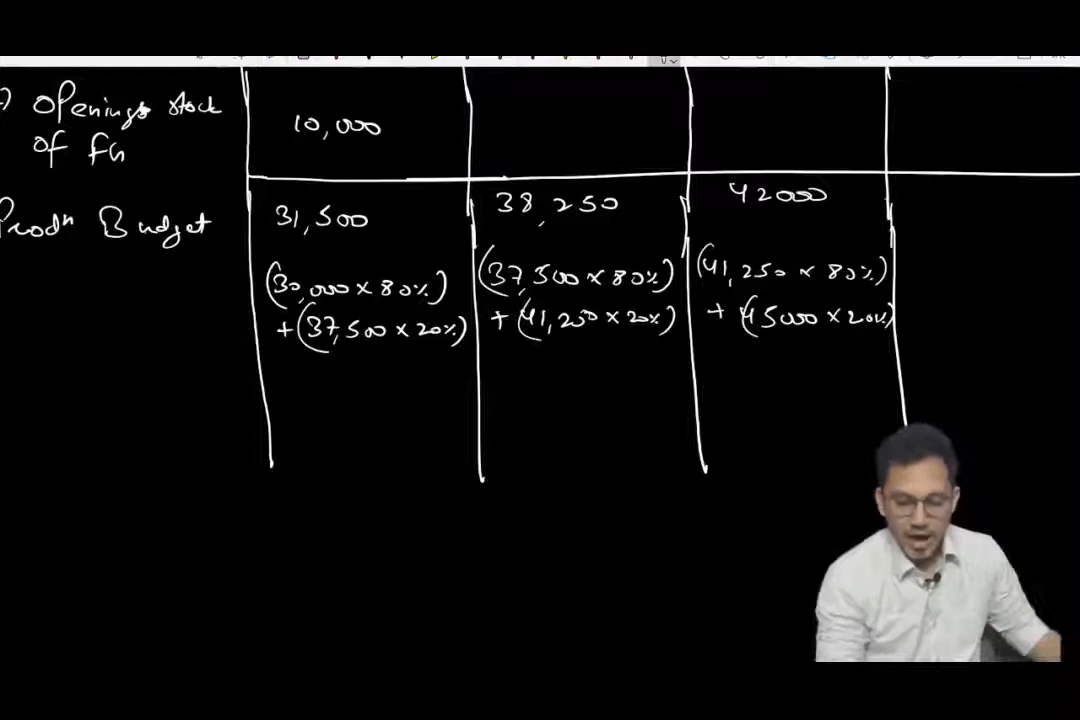 Opening stock 10,000
of FG
Prodn Budget 31,500 38,250 42000
(30,000 x 80%) (37,500 x 80%) (41,250 x 80%)
+ (37,500 x 20%) + (41,250 x 20%) + (45000 x 20%)